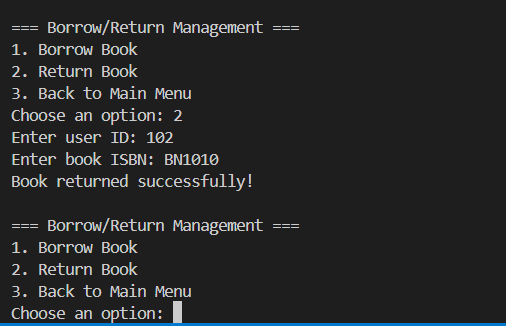 === Borrow/Return Management ===
1. Borrow Book
2. Return Book
3. Back to Main Menu
Choose an option: 2
Enter user ID: 102
Enter book ISBN: BN1010
Book returned successfully!
=== Borrow/Return Management ===
1. Borrow Book
2. Return Book
3. Back to Main Menu
Choose an option: